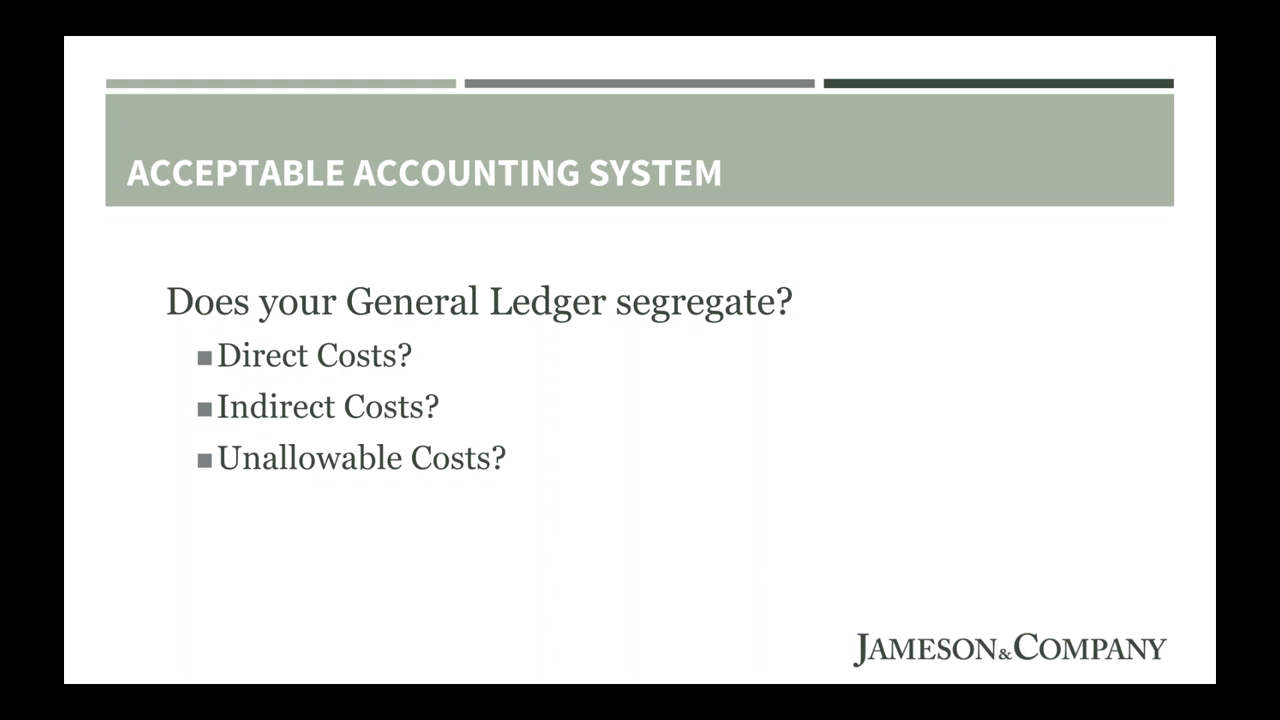 ACCEPTABLE ACCOUNTING SYSTEM
Does your General Ledger segregate?
Direct Costs?
Indirect Costs?
Unallowable Costs?
JAMESON&COMPANY